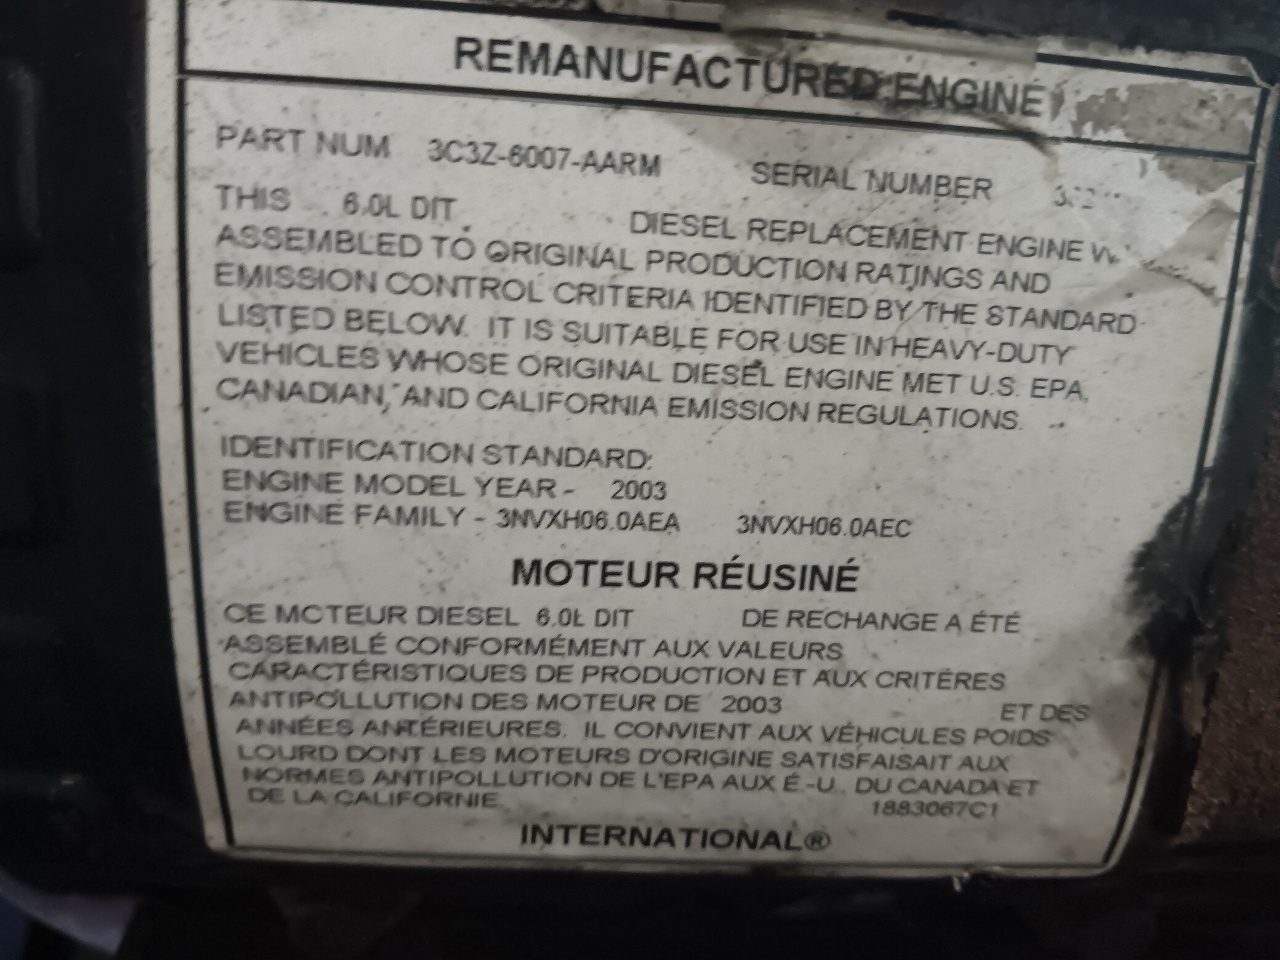 REMANUFACTURED ENGINE
PART NUM 3C3Z-6007-AARM SERIAL NUMBER
THIS 6.0L DIT DIESEL REPLACEMENT ENGINE
ASSEMBLED TO ORIGINAL PRODUCTION RATINGS AND
EMISSION CONTROL CRITERIA IDENTIFIED BY THE STANDARD
LISTED BELOW. IT IS SUITABLE FOR USE IN HEAVY-DUTY
VEHICLES WHOSE ORIGINAL DIESEL ENGINE MET U.S. EPA,
CANADIAN, AND CALIFORNIA EMISSION REGULATIONS.
IDENTIFICATION STANDARD:
ENGINE MODEL YEAR - 2003
ENGINE FAMILY - 3NVXH06.0AEA 3NVXH06.0AEC
MOTEUR RÉUSINÉ
CE MOTEUR DIESEL 6.0L DIT DE RECHANGE A ÉTÉ
ASSEMBLÉ CONFORMÉMENT AUX VALEURS
CARACTÉRISTIQUES DE PRODUCTION ET AUX CRITÉRES
ANTIPOLLUTION DES MOTEUR DE 2003 ET DES
ANNÉES ANTÉRIEURES. IL CONVIENT AUX VÉHICULES POIDS
LOURD DONT LES MOTEURS D'ORIGINE SATISFAISAIT AUX
NORMES ANTIPOLLUTION DE L'EPA AUX É.-U., DU CANADA ET
DE LA CALIFORNIE. 1883067C1
INTERNATIONAL®